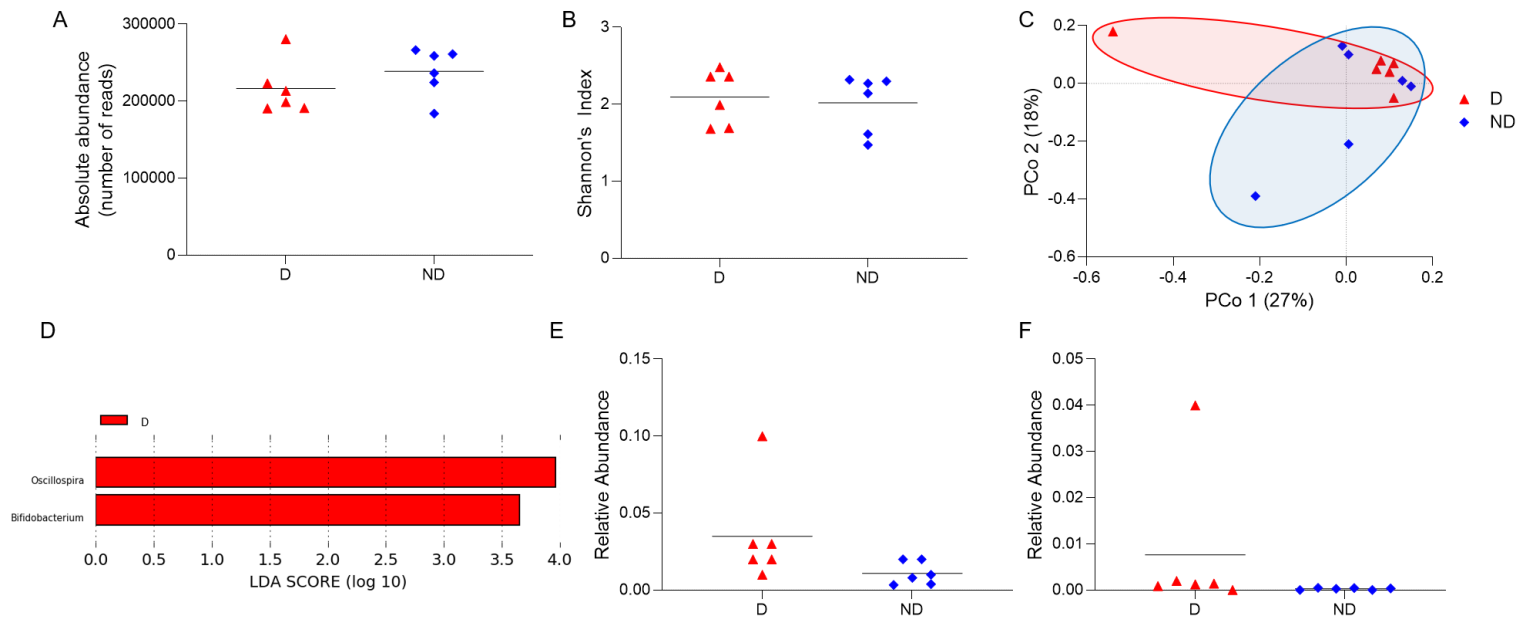 A
Absolute abundance
(number of reads)
300000
200000
100000
0
D
ND
B
Shannon's Index
3
2
1
0
D
ND
C
PCo 2 (18%)
0.2
0.0
-0.2
-0.4
-0.6
-0.6
-0.4
-0.2
0.0
0.2
PCo 1 (27%)
D
ND
D
D
Oscillospira
Bifidobacterium
0.0
0.5
1.0
1.5
2.0
2.5
3.0
3.5
4.0
LDA SCORE (log 10)
E
Relative Abundance
0.15
0.10
0.05
0.00
D
ND
F
Relative Abundance
0.05
0.04
0.03
0.02
0.01
0.00
D
ND